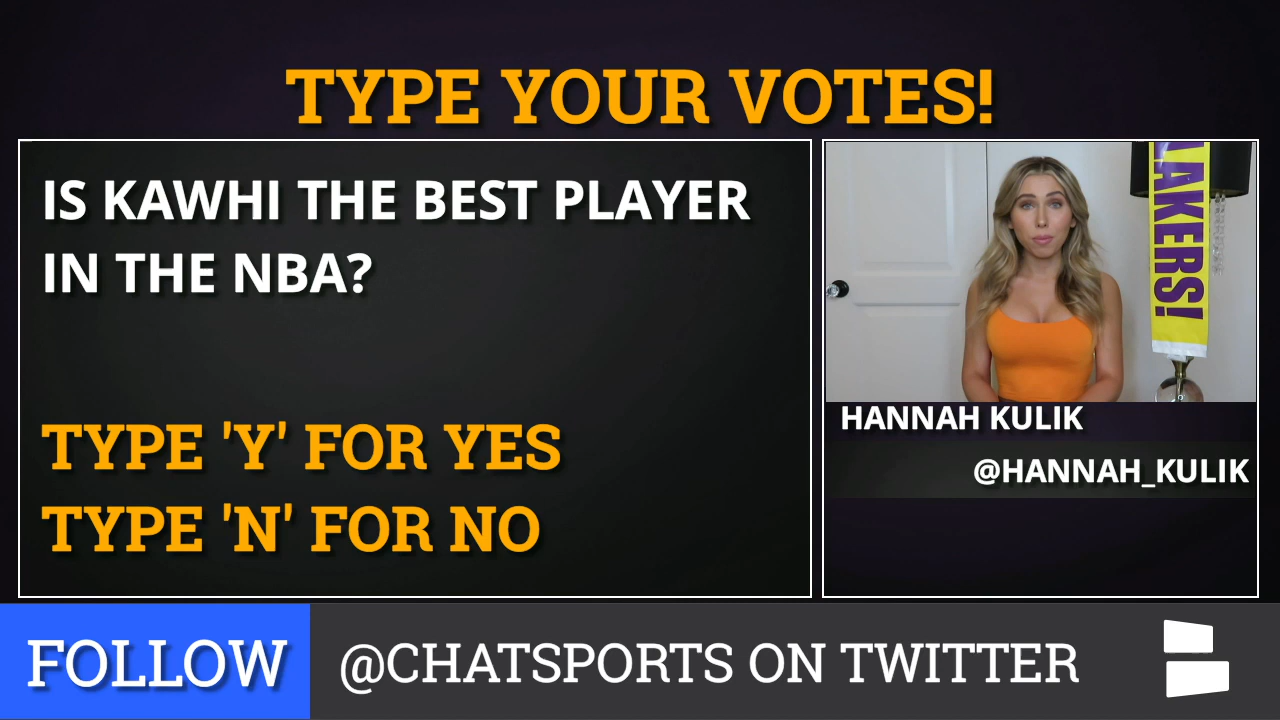 TYPE YOUR VOTES!
IS KAWHI THE BEST PLAYER
IN THE NBA?
TYPE 'Y' FOR YES
TYPE 'N' FOR NO
LAKERS!
HANNAH KULIK
@HANNAH_KULIK
FOLLOW
@CHATSPORTS ON TWITTER